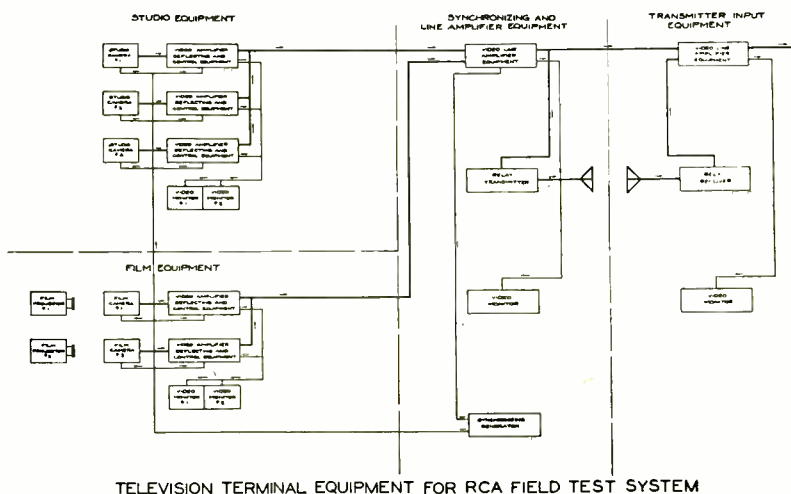 STUDIO EQUIPMENT
SYNCHRONIZING AND
LINE AMPLIFIER EQUIPMENT
TRANSMITTER INPUT
EQUIPMENT
STUDIO
CAMERA
VIDEO AMPLIFIER
DEFLECTING AND
CONTROL EQUIPMENT
VIDEO LINE
AMPLIFIER
EQUIPMENT
VIDEO LINE
AMPLIFIER
EQUIPMENT
STUDIO
CAMERA
VIDEO AMPLIFIER
DEFLECTING AND
CONTROL EQUIPMENT
STUDIO
CAMERA
VIDEO AMPLIFIER
DEFLECTING AND
CONTROL EQUIPMENT
RELAY
TRANSMITTER
RELAY
RECEIVER
VIDEO
MONITOR
VIDEO
MONITOR
FILM EQUIPMENT
FILM
PROJECTOR
FILM
CAMERA
VIDEO AMPLIFIER
DEFLECTING AND
CONTROL EQUIPMENT
VIDEO
MONITOR
VIDEO
MONITOR
FILM
PROJECTOR
FILM
CAMERA
VIDEO AMPLIFIER
DEFLECTING AND
CONTROL EQUIPMENT
VIDEO
MONITOR
VIDEO
MONITOR
SYNCHRONIZING
GENERATOR
TELEVISION TERMINAL EQUIPMENT FOR RCA FIELD TEST SYSTEM